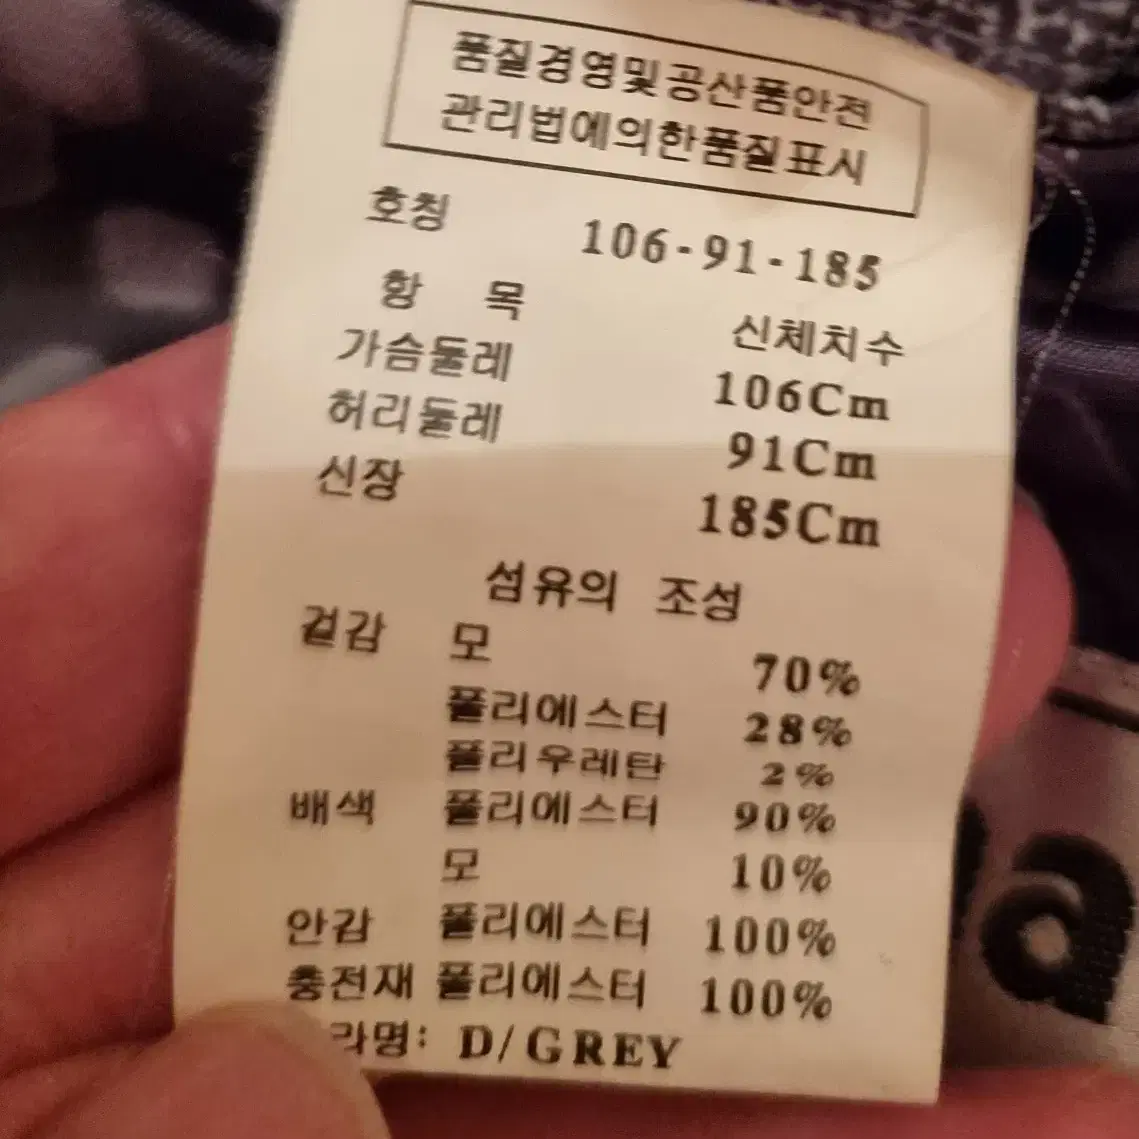 품질경영및공산품안전
관리법에의한품질표시
호칭 106-91-185
항 목 신체치수
가슴둘레 106Cm
허리둘레 91Cm
신장 185Cm
섬유의 조성
겉감 모 70%
폴리에스터 28%
폴리우레탄 2%
배색 폴리에스터 90%
모 10%
안감 폴리에스터 100%
충전재 폴리에스터 100%
라명: D/GREY
a